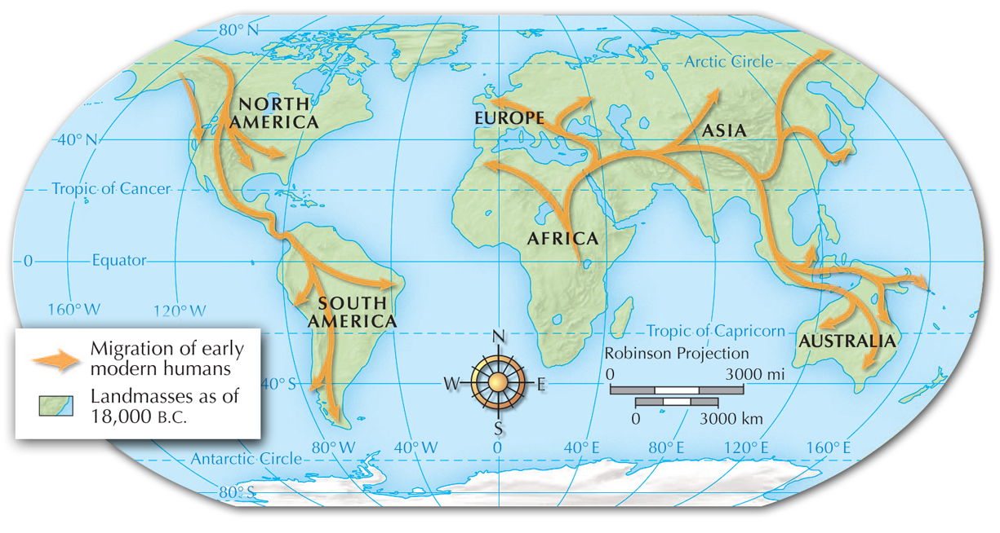 80° N
Arctic Circle
NORTH
AMERICA
EUROPE
ASIA
40° N
Tropic of Cancer
AFRICA
0
Equator
160° W
120° W
SOUTH
AMERICA
Tropic of Capricorn
AUSTRALIA
Robinson Projection
0
3000 mi
0
3000 km
N
W
E
S
Migration of early
modern humans
Landmasses as of
18,000 B.C.
40° S
80° W
40° W
0
40° E
80° E
120° E
160° E
Antarctic Circle
80° S